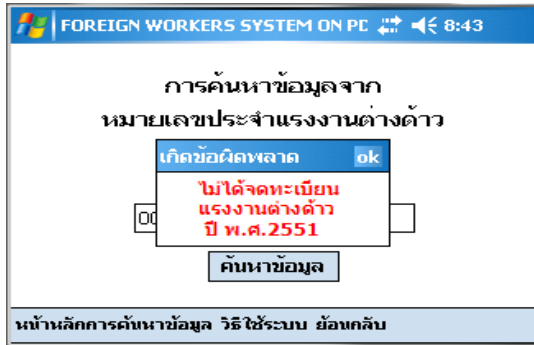 FOREIGN WORKERS SYSTEM ON PC 8:43
การค้นหาข้อมูลจาก
หมายเลขประจำแรงงานต่างด้าว
เกิดข้อผิดพลาด ok
ไม่ได้จดทะเบียน
แรงงานต่างด้าว
ปี พ.ศ.2551
00
ค้นหาข้อมูล
หน้าหลักการค้นหาข้อมูล วิธีใช้ระบบ ย้อนกลับ